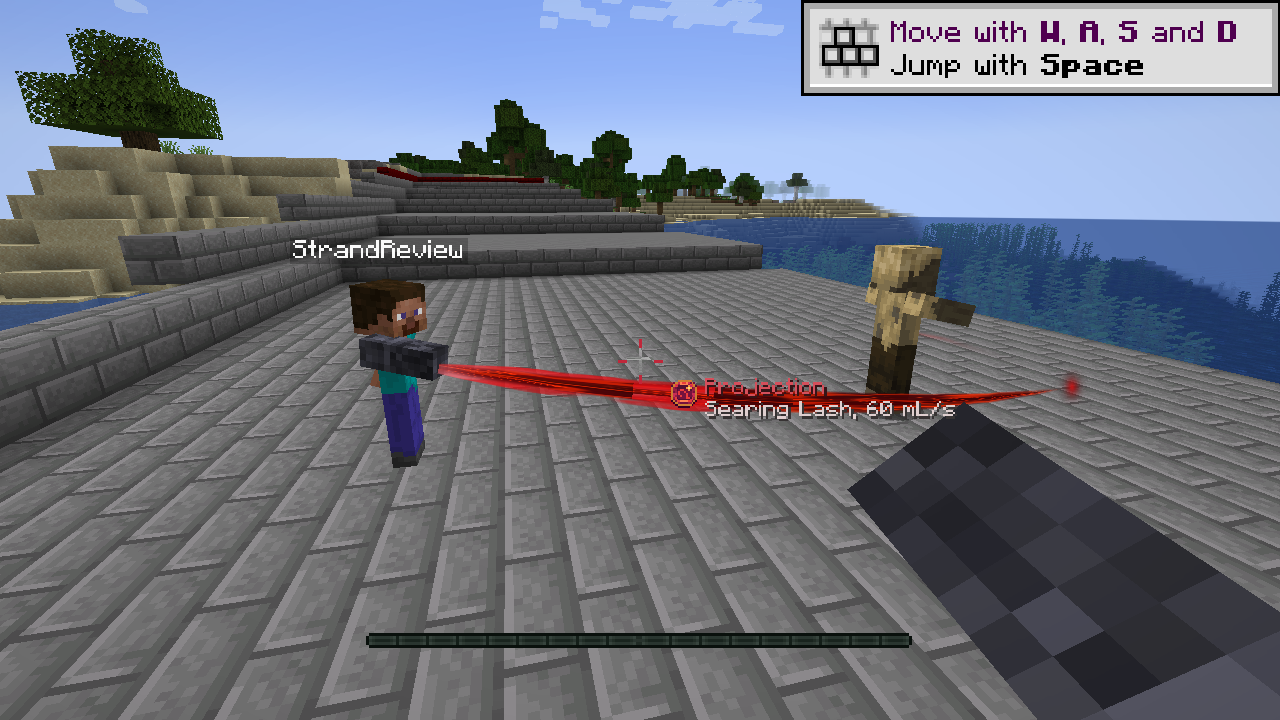 Move with W, A, S and D
Jump with Space
StrandReview
Projection
Searing Lash, 60 mL/s